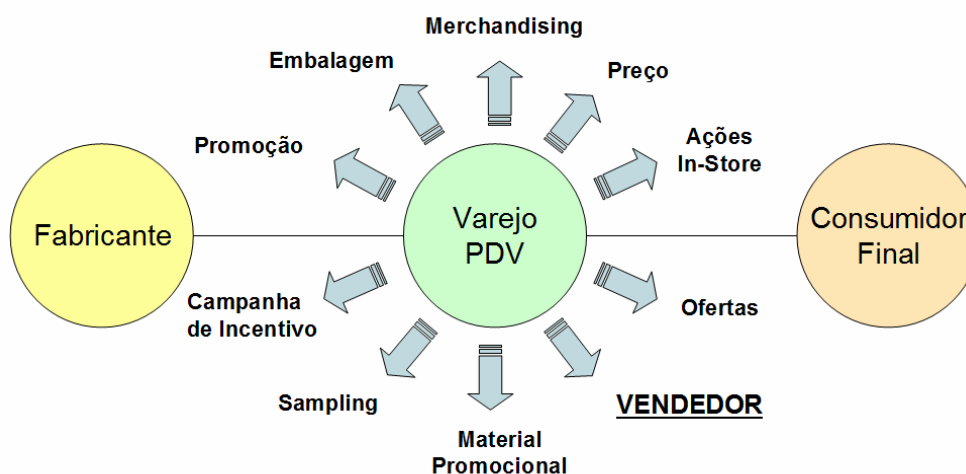 Merchandising
Embalagem
Preço
Promoção
Ações
In-Store
Fabricante
Varejo
PDV
Consumidor
Final
Campanha
de Incentivo
Ofertas
Sampling
VENDEDOR
Material
Promocional